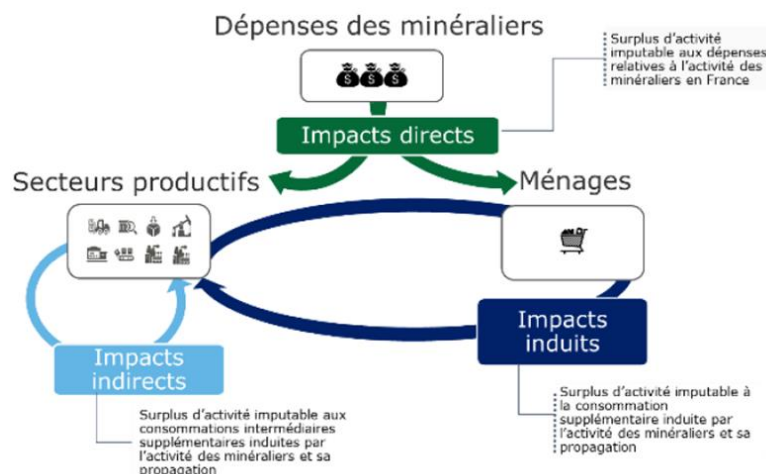 Dépenses des minéraliers
$ $ $
Surplus d'activité
imputable aux dépenses
relatives à l'activité des
minéraliers en France
Impacts directs
Secteurs productifs
Ménages
Impacts
indirects
Impacts
induits
Surplus d'activité imputable aux
consommations intermédiaires
supplémentaires induites par
l'activité des minéraliers et sa
propagation
Surplus d'activité imputable à
la consommation
supplémentaire induite par
l'activité des minéraliers et sa
propagation